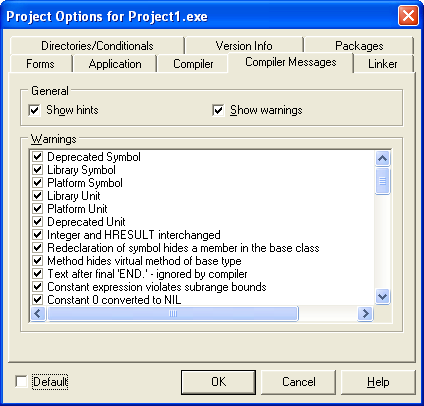 Project Options for Project1.exe
Directories/Conditionals Version Info Packages
Forms Application Compiler Compiler Messages Linker
General
Show hints Show warnings
Warnings
Deprecated Symbol
Library Symbol
Platform Symbol
Library Unit
Platform Unit
Deprecated Unit
Integer and HRESULT interchanged
Redeclaration of symbol hides a member in the base class
Method hides virtual method of base type
Text after final 'END.' - ignored by compiler
Constant expression violates subrange bounds
Constant 0 converted to NIL
Default OK Cancel Help